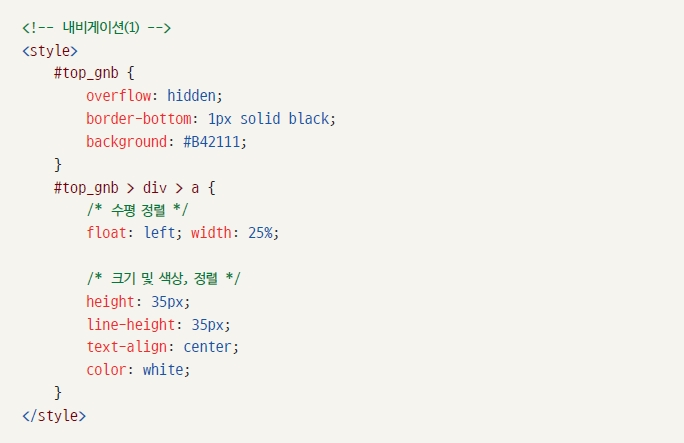 <!-- 내비게이션(1) -->
<style>
    #top_gnb {
        overflow: hidden;
        border-bottom: 1px solid black;
        background: #B42111;
    }
    #top_gnb > div > a {
        /* 수평 정렬 */
        float: left; width: 25%;

        /* 크기 및 색상, 정렬 */
        height: 35px;
        line-height: 35px;
        text-align: center;
        color: white;
    }
</style>